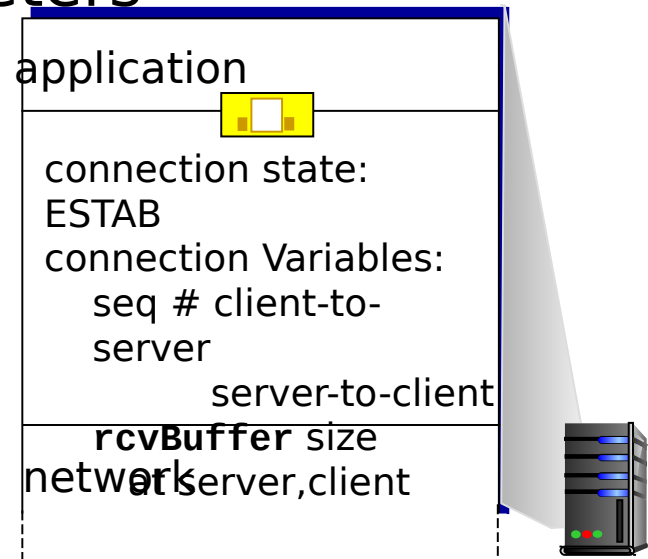 eters
application
connection state:
ESTAB
connection Variables:
seq # client-to-
server
server-to-client
rcvBuffer size
network
at server,client